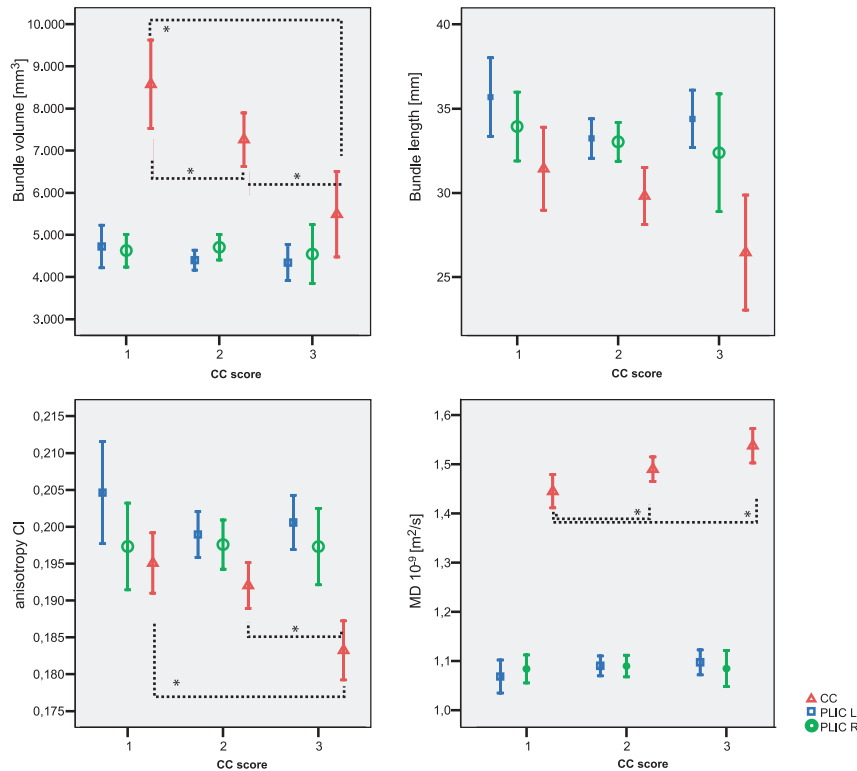 Bundle volume [mm³]
10.000
9.000
8.000
7.000
6.000
5.000
4.000
3.000
*
*
*
1 2 3
CC score
Bundle length [mm]
40
35
30
25
1 2 3
CC score
anisotropy CI
0,215
0,210
0,205
0,200
0,195
0,190
0,185
0,180
0,175
*
*
1 2 3
CC score
MD 10⁻⁹ [m²/s]
1,6
1,5
1,4
1,3
1,2
1,1
1,0
*
*
1 2 3
CC score
CC
PLIC L
PLIC R